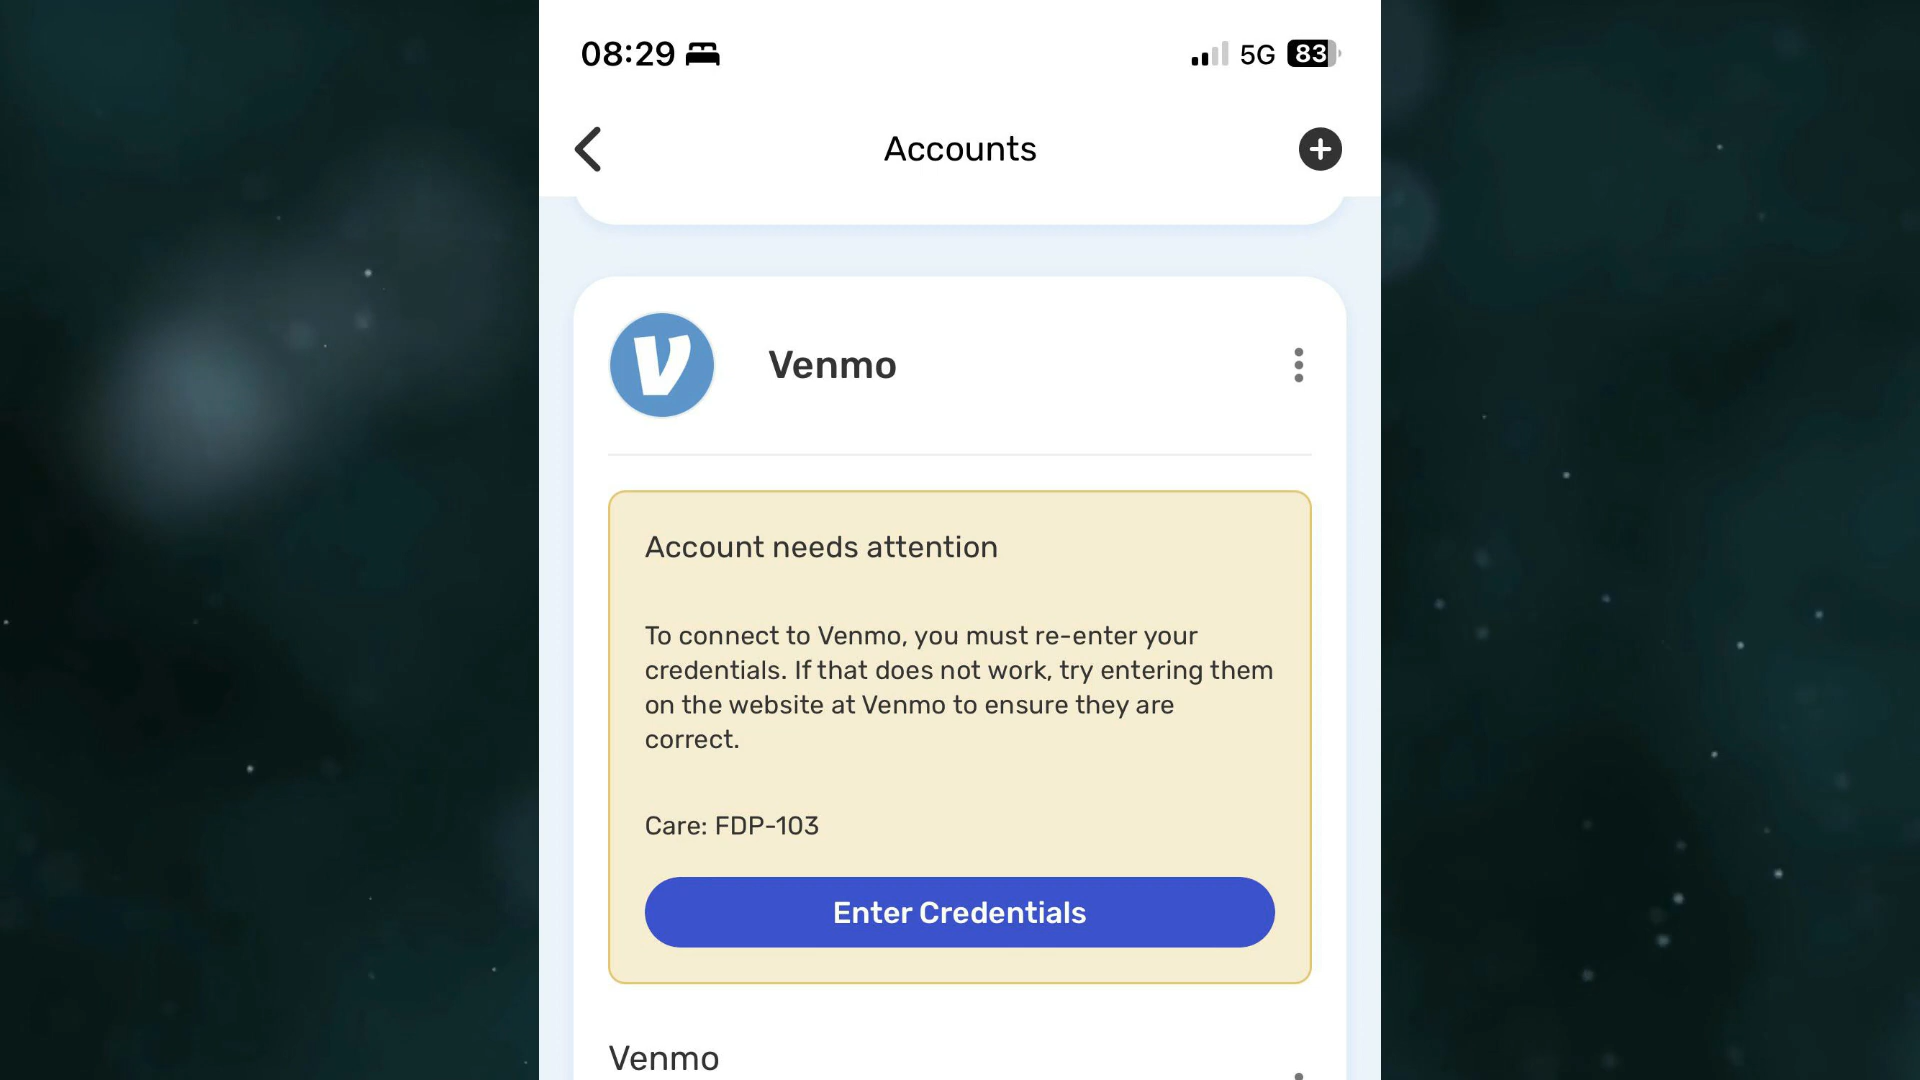 08:29 5G 83
Accounts
Venmo
Account needs attention
To connect to Venmo, you must re-enter your
credentials. If that does not work, try entering them
on the website at Venmo to ensure they are
correct.
Care: FDP-103
Enter Credentials
Venmo